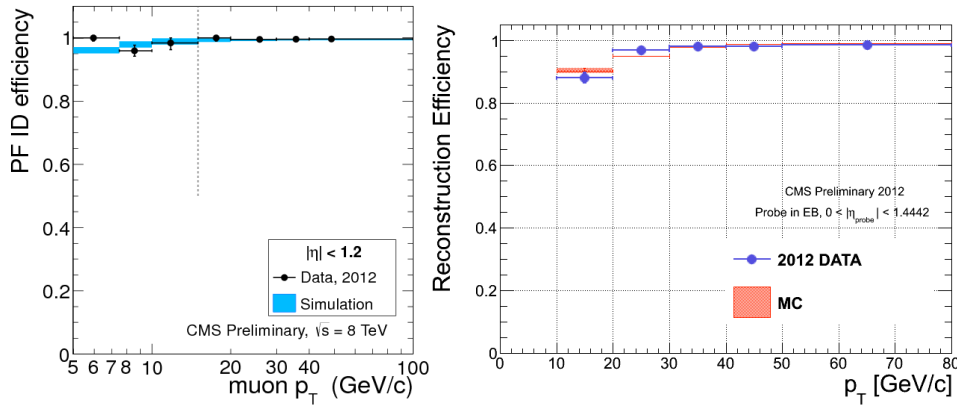 PF ID efficiency
1
0.8
0.6
0.4
0.2
0
|η| < 1.2
Data, 2012
Simulation
CMS Preliminary, √s = 8 TeV
5 6 7 8 10 20 30 40 100
muon p_T (GeV/c)
Reconstruction Efficiency
1
0.8
0.6
0.4
0.2
0
CMS Preliminary 2012
Probe in EB, 0 < |η_probe| < 1.4442
2012 DATA
MC
0 10 20 30 40 50 60 70 80
p_T [GeV/c]